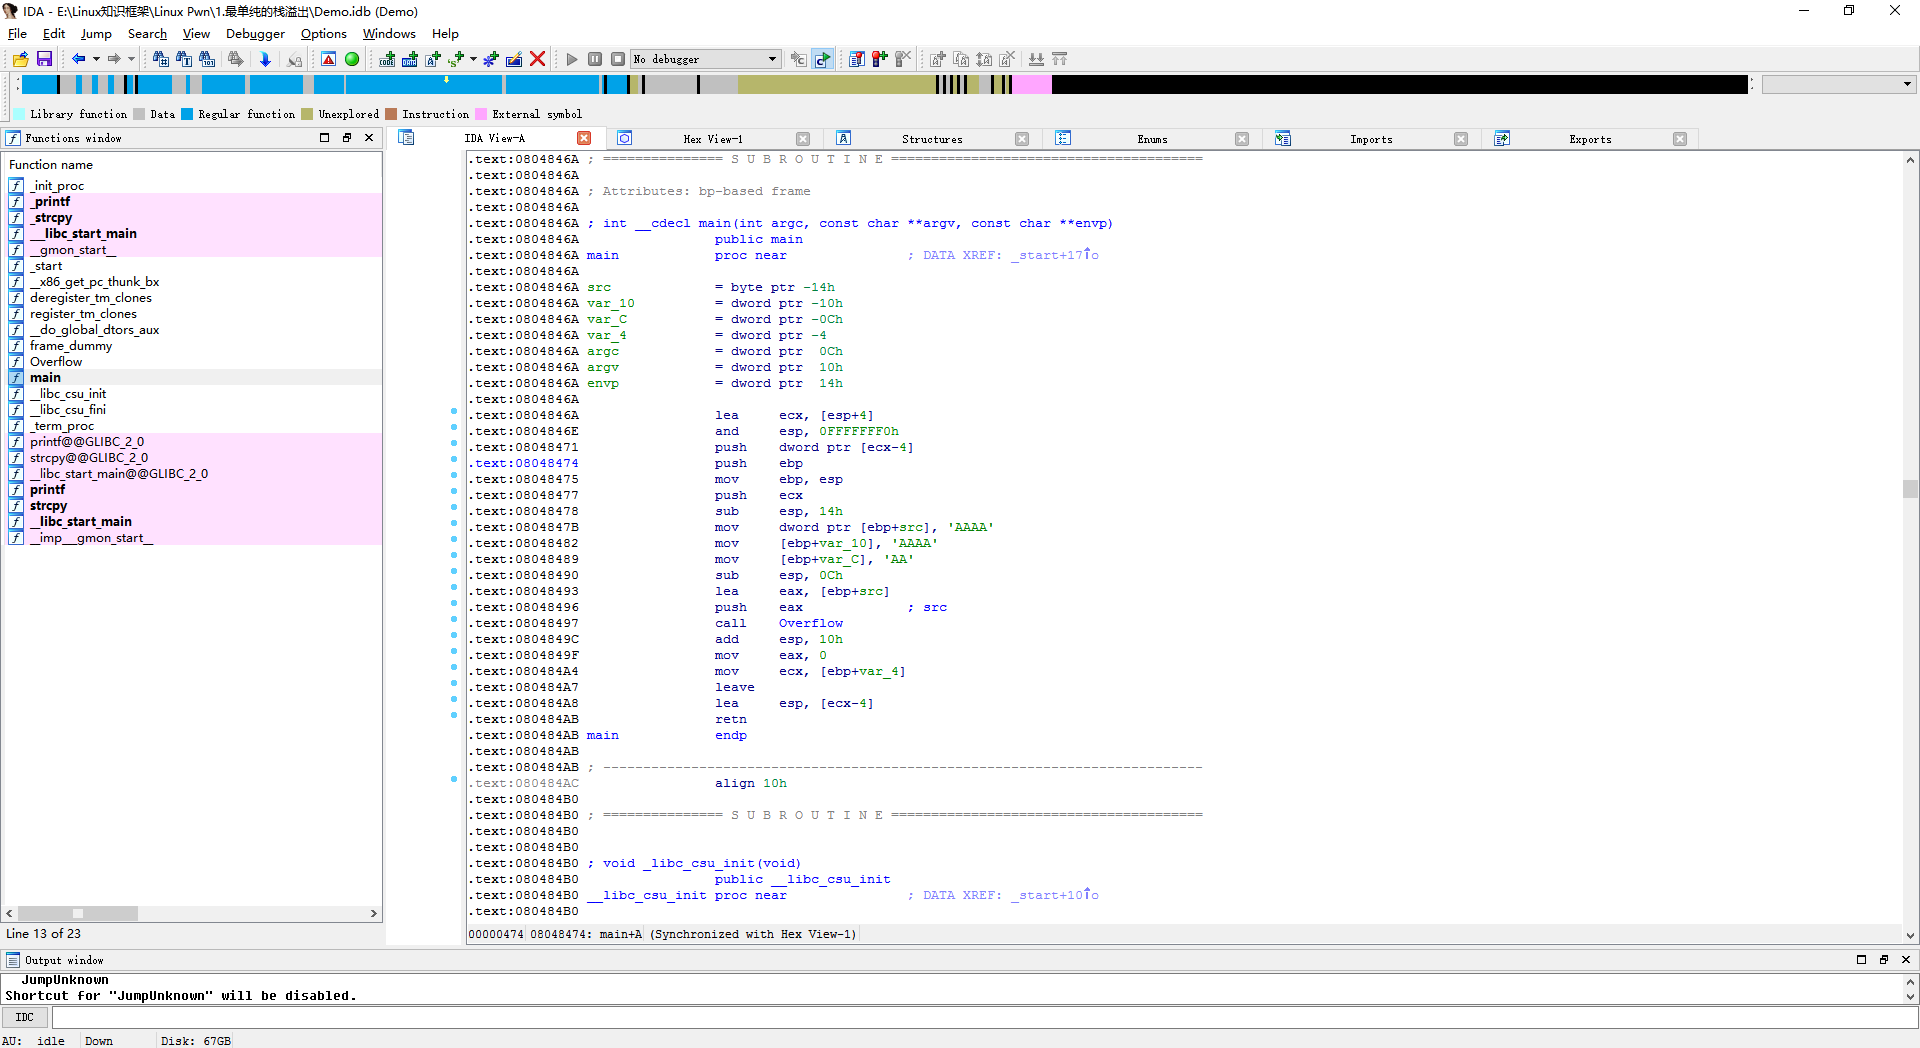 IDA - E:\Linux知识框架\Linux Pwn\1.最单纯的栈溢出\Demo.idb (Demo)
File Edit Jump Search View Debugger Options Windows Help
No debugger
Library function Data Regular function Unexplored Instruction External symbol
Functions window
IDA View-A Hex View-1 Structures Enums Imports Exports
Function name
_init_proc
_printf
_strcpy
__libc_start_main
__gmon_start__
_start
__x86_get_pc_thunk_bx
deregister_tm_clones
register_tm_clones
__do_global_dtors_aux
frame_dummy
Overflow
main
__libc_csu_init
__libc_csu_fini
_term_proc
printf@@GLIBC_2_0
strcpy@@GLIBC_2_0
__libc_start_main@@GLIBC_2_0
printf
strcpy
__libc_start_main
__imp___gmon_start__
Line 13 of 23
.text:0804846A ; =============== S U B R O U T I N E =======================================
.text:0804846A
.text:0804846A ; Attributes: bp-based frame
.text:0804846A
.text:0804846A ; int __cdecl main(int argc, const char **argv, const char **envp)
.text:0804846A public main
.text:0804846A main proc near ; DATA XREF: _start+17↑o
.text:0804846A
.text:0804846A src = byte ptr -14h
.text:0804846A var_10 = dword ptr -10h
.text:0804846A var_C = dword ptr -0Ch
.text:0804846A var_4 = dword ptr -4
.text:0804846A argc = dword ptr 0Ch
.text:0804846A argv = dword ptr 10h
.text:0804846A envp = dword ptr 14h
.text:0804846A
.text:0804846A lea ecx, [esp+4]
.text:0804846E and esp, 0FFFFFFF0h
.text:08048471 push dword ptr [ecx-4]
.text:08048474 push ebp
.text:08048475 mov ebp, esp
.text:08048477 push ecx
.text:08048478 sub esp, 14h
.text:0804847B mov dword ptr [ebp+src], 'AAAA'
.text:08048482 mov [ebp+var_10], 'AAAA'
.text:08048489 mov [ebp+var_C], 'AA'
.text:08048490 sub esp, 0Ch
.text:08048493 lea eax, [ebp+src]
.text:08048496 push eax ; src
.text:08048497 call Overflow
.text:0804849C add esp, 10h
.text:0804849F mov eax, 0
.text:080484A4 mov ecx, [ebp+var_4]
.text:080484A7 leave
.text:080484A8 lea esp, [ecx-4]
.text:080484AB retn
.text:080484AB main endp
.text:080484AB
.text:080484AB ; ---------------------------------------------------------------------------
.text:080484AC align 10h
.text:080484B0
.text:080484B0 ; =============== S U B R O U T I N E =======================================
.text:080484B0
.text:080484B0
.text:080484B0 ; void _libc_csu_init(void)
.text:080484B0 public __libc_csu_init
.text:080484B0 __libc_csu_init proc near ; DATA XREF: _start+10↑o
.text:080484B0
00000474 08048474: main+A (Synchronized with Hex View-1)
Output window
JumpUnknown
Shortcut for "JumpUnknown" will be disabled.
IDC
AU: idle Down Disk: 67GB